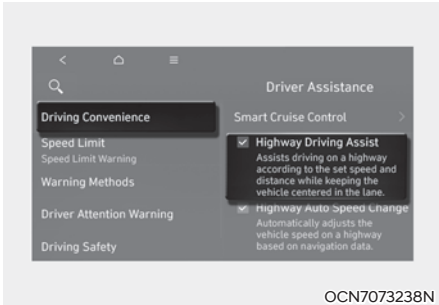 Driver Assistance
Driving Convenience
Speed Limit
Speed Limit Warning
Warning Methods
Driver Attention Warning
Driving Safety
Smart Cruise Control
Highway Driving Assist
Assists driving on a highway
according to the set speed and
distance while keeping the
vehicle centered in the lane.
Highway Auto Speed Change
Automatically adjusts the
vehicle speed on a highway
based on navigation data.
OCN7073238N